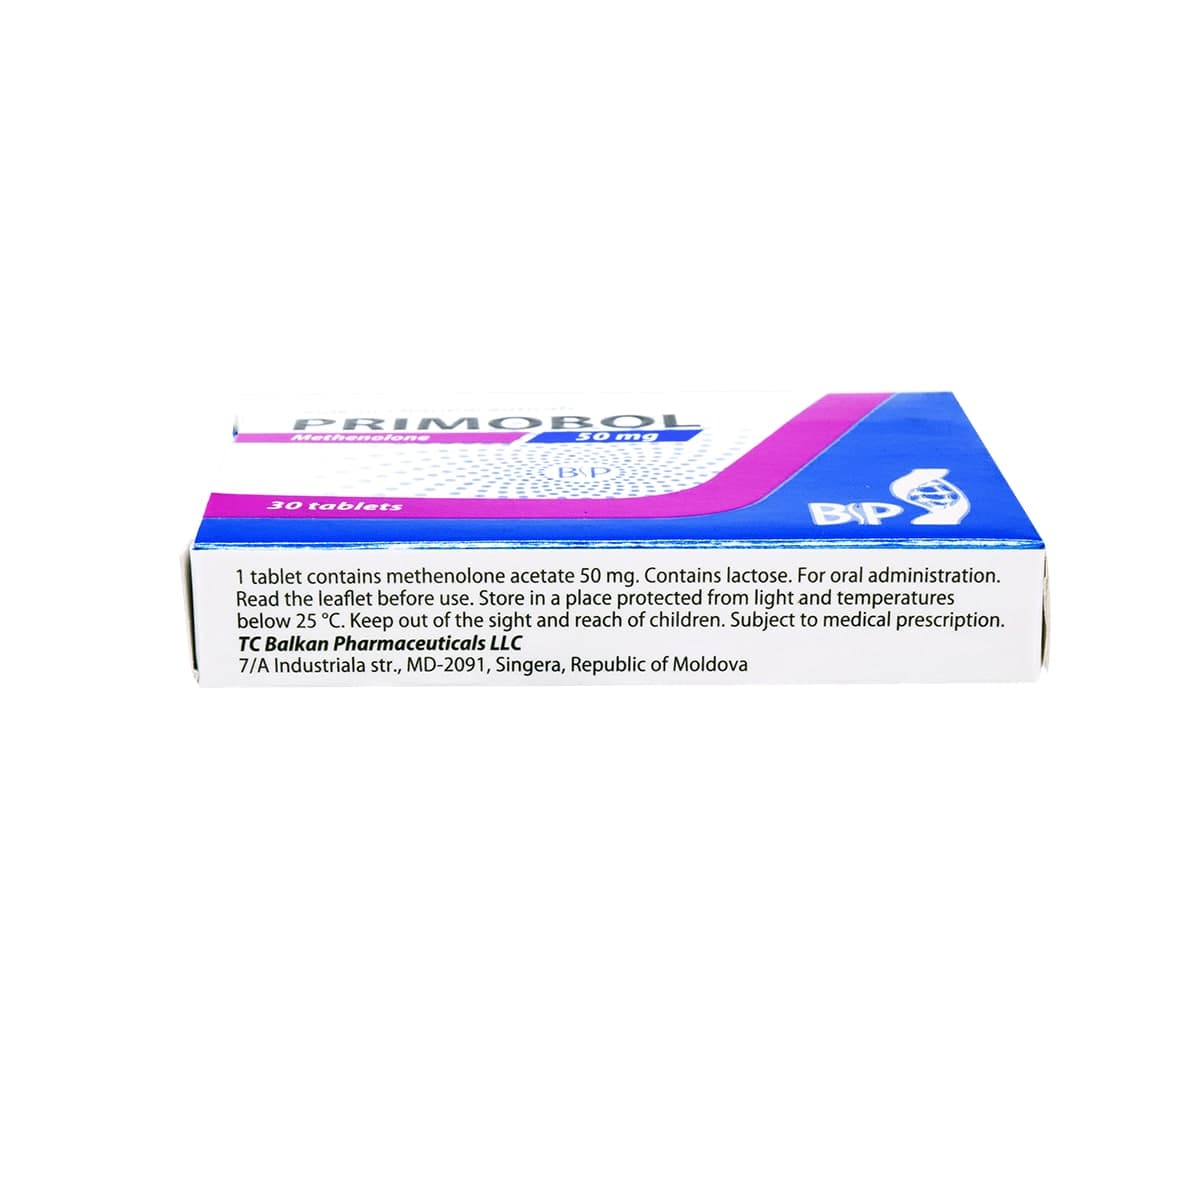 PRIMOBOL
Methenolone 50 mg
BSP
30 tablets
BSP
1 tablet contains methenolone acetate 50 mg. Contains lactose. For oral administration.
Read the leaflet before use. Store in a place protected from light and temperatures
below 25 °C. Keep out of the sight and reach of children. Subject to medical prescription.
TC Balkan Pharmaceuticals LLC
7/A Industriala str., MD-2091, Singera, Republic of Moldova